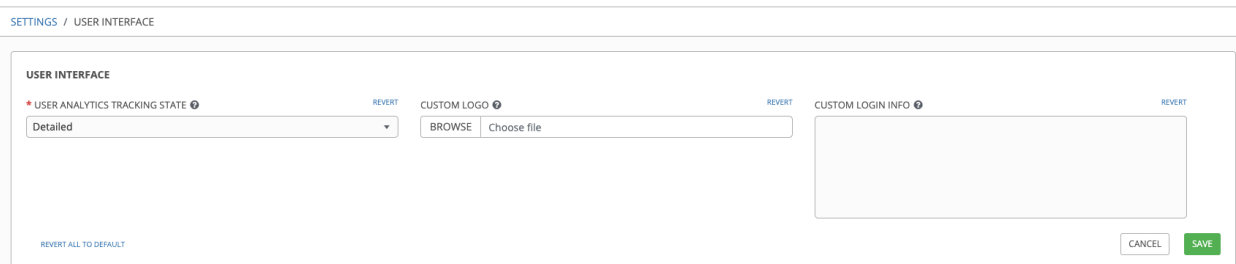 SETTINGS / USER INTERFACE
USER INTERFACE
* USER ANALYTICS TRACKING STATE ? REVERT
Detailed
CUSTOM LOGO ? REVERT
BROWSE Choose file
CUSTOM LOGIN INFO ? REVERT
REVERT ALL TO DEFAULT
CANCEL SAVE